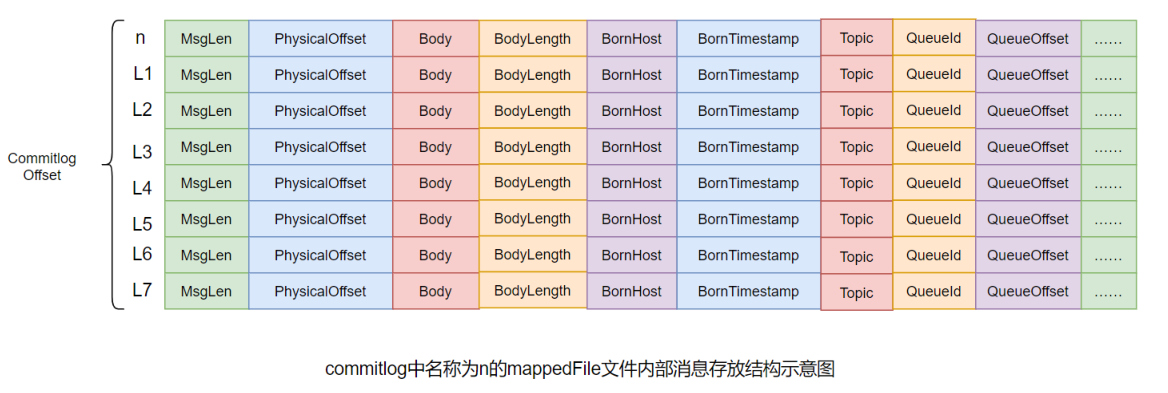 n MsgLen PhysicalOffset Body BodyLength BornHost BornTimestamp Topic QueueId QueueOffset ......
L1 MsgLen PhysicalOffset Body BodyLength BornHost BornTimestamp Topic QueueId QueueOffset ......
L2 MsgLen PhysicalOffset Body BodyLength BornHost BornTimestamp Topic QueueId QueueOffset ......
L3 MsgLen PhysicalOffset Body BodyLength BornHost BornTimestamp Topic QueueId QueueOffset ......
Commitlog
Offset
L4 MsgLen PhysicalOffset Body BodyLength BornHost BornTimestamp Topic QueueId QueueOffset ......
L5 MsgLen PhysicalOffset Body BodyLength BornHost BornTimestamp Topic QueueId QueueOffset ......
L6 MsgLen PhysicalOffset Body BodyLength BornHost BornTimestamp Topic QueueId QueueOffset ......
L7 MsgLen PhysicalOffset Body BodyLength BornHost BornTimestamp Topic QueueId QueueOffset ......
commitlog中名称为n的mappedFile文件内部消息存放结构示意图